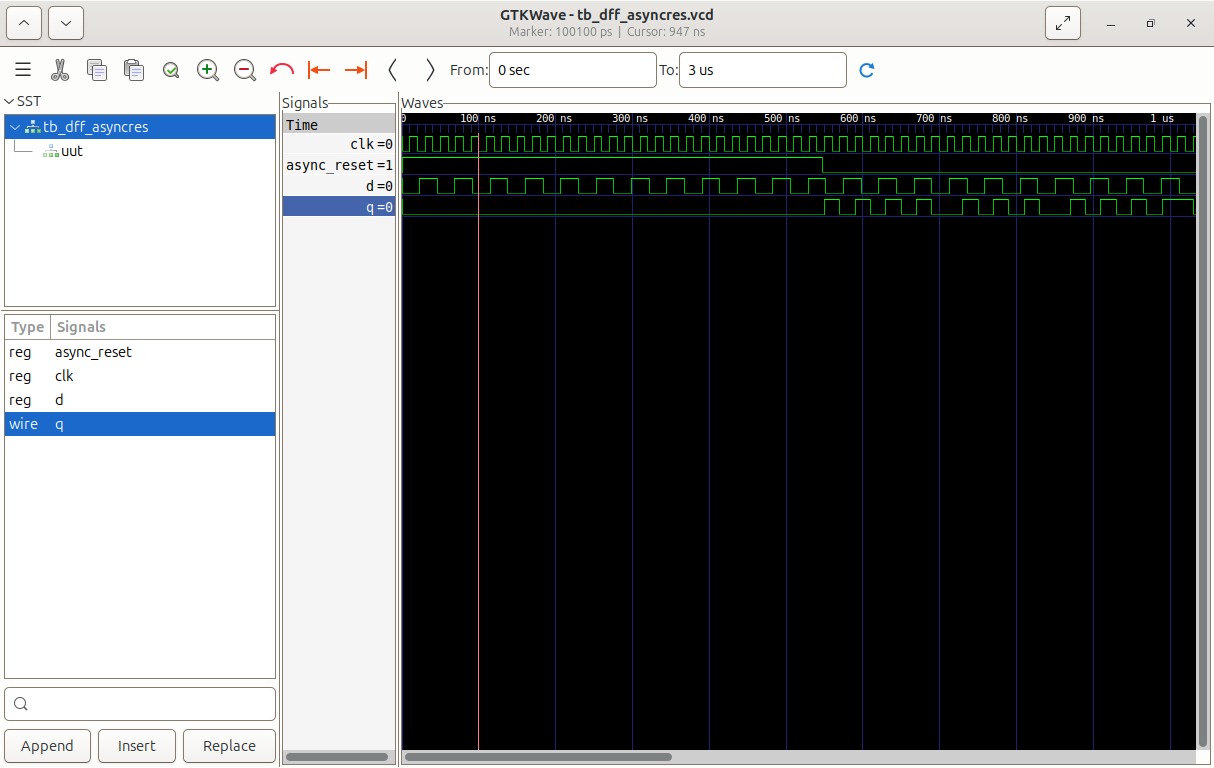 GTKWave - tb_dff_asyncres.vcd
Marker: 100100 ps | Cursor: 947 ns
From: 0 sec To: 3 us
SST
tb_dff_asyncres
uut
Type Signals
reg async_reset
reg clk
reg d
wire q
Append Insert Replace
Signals
Time
clk =0
async_reset =1
d =0
q =0
Waves
0 100 ns 200 ns 300 ns 400 ns 500 ns 600 ns 700 ns 800 ns 900 ns 1 us